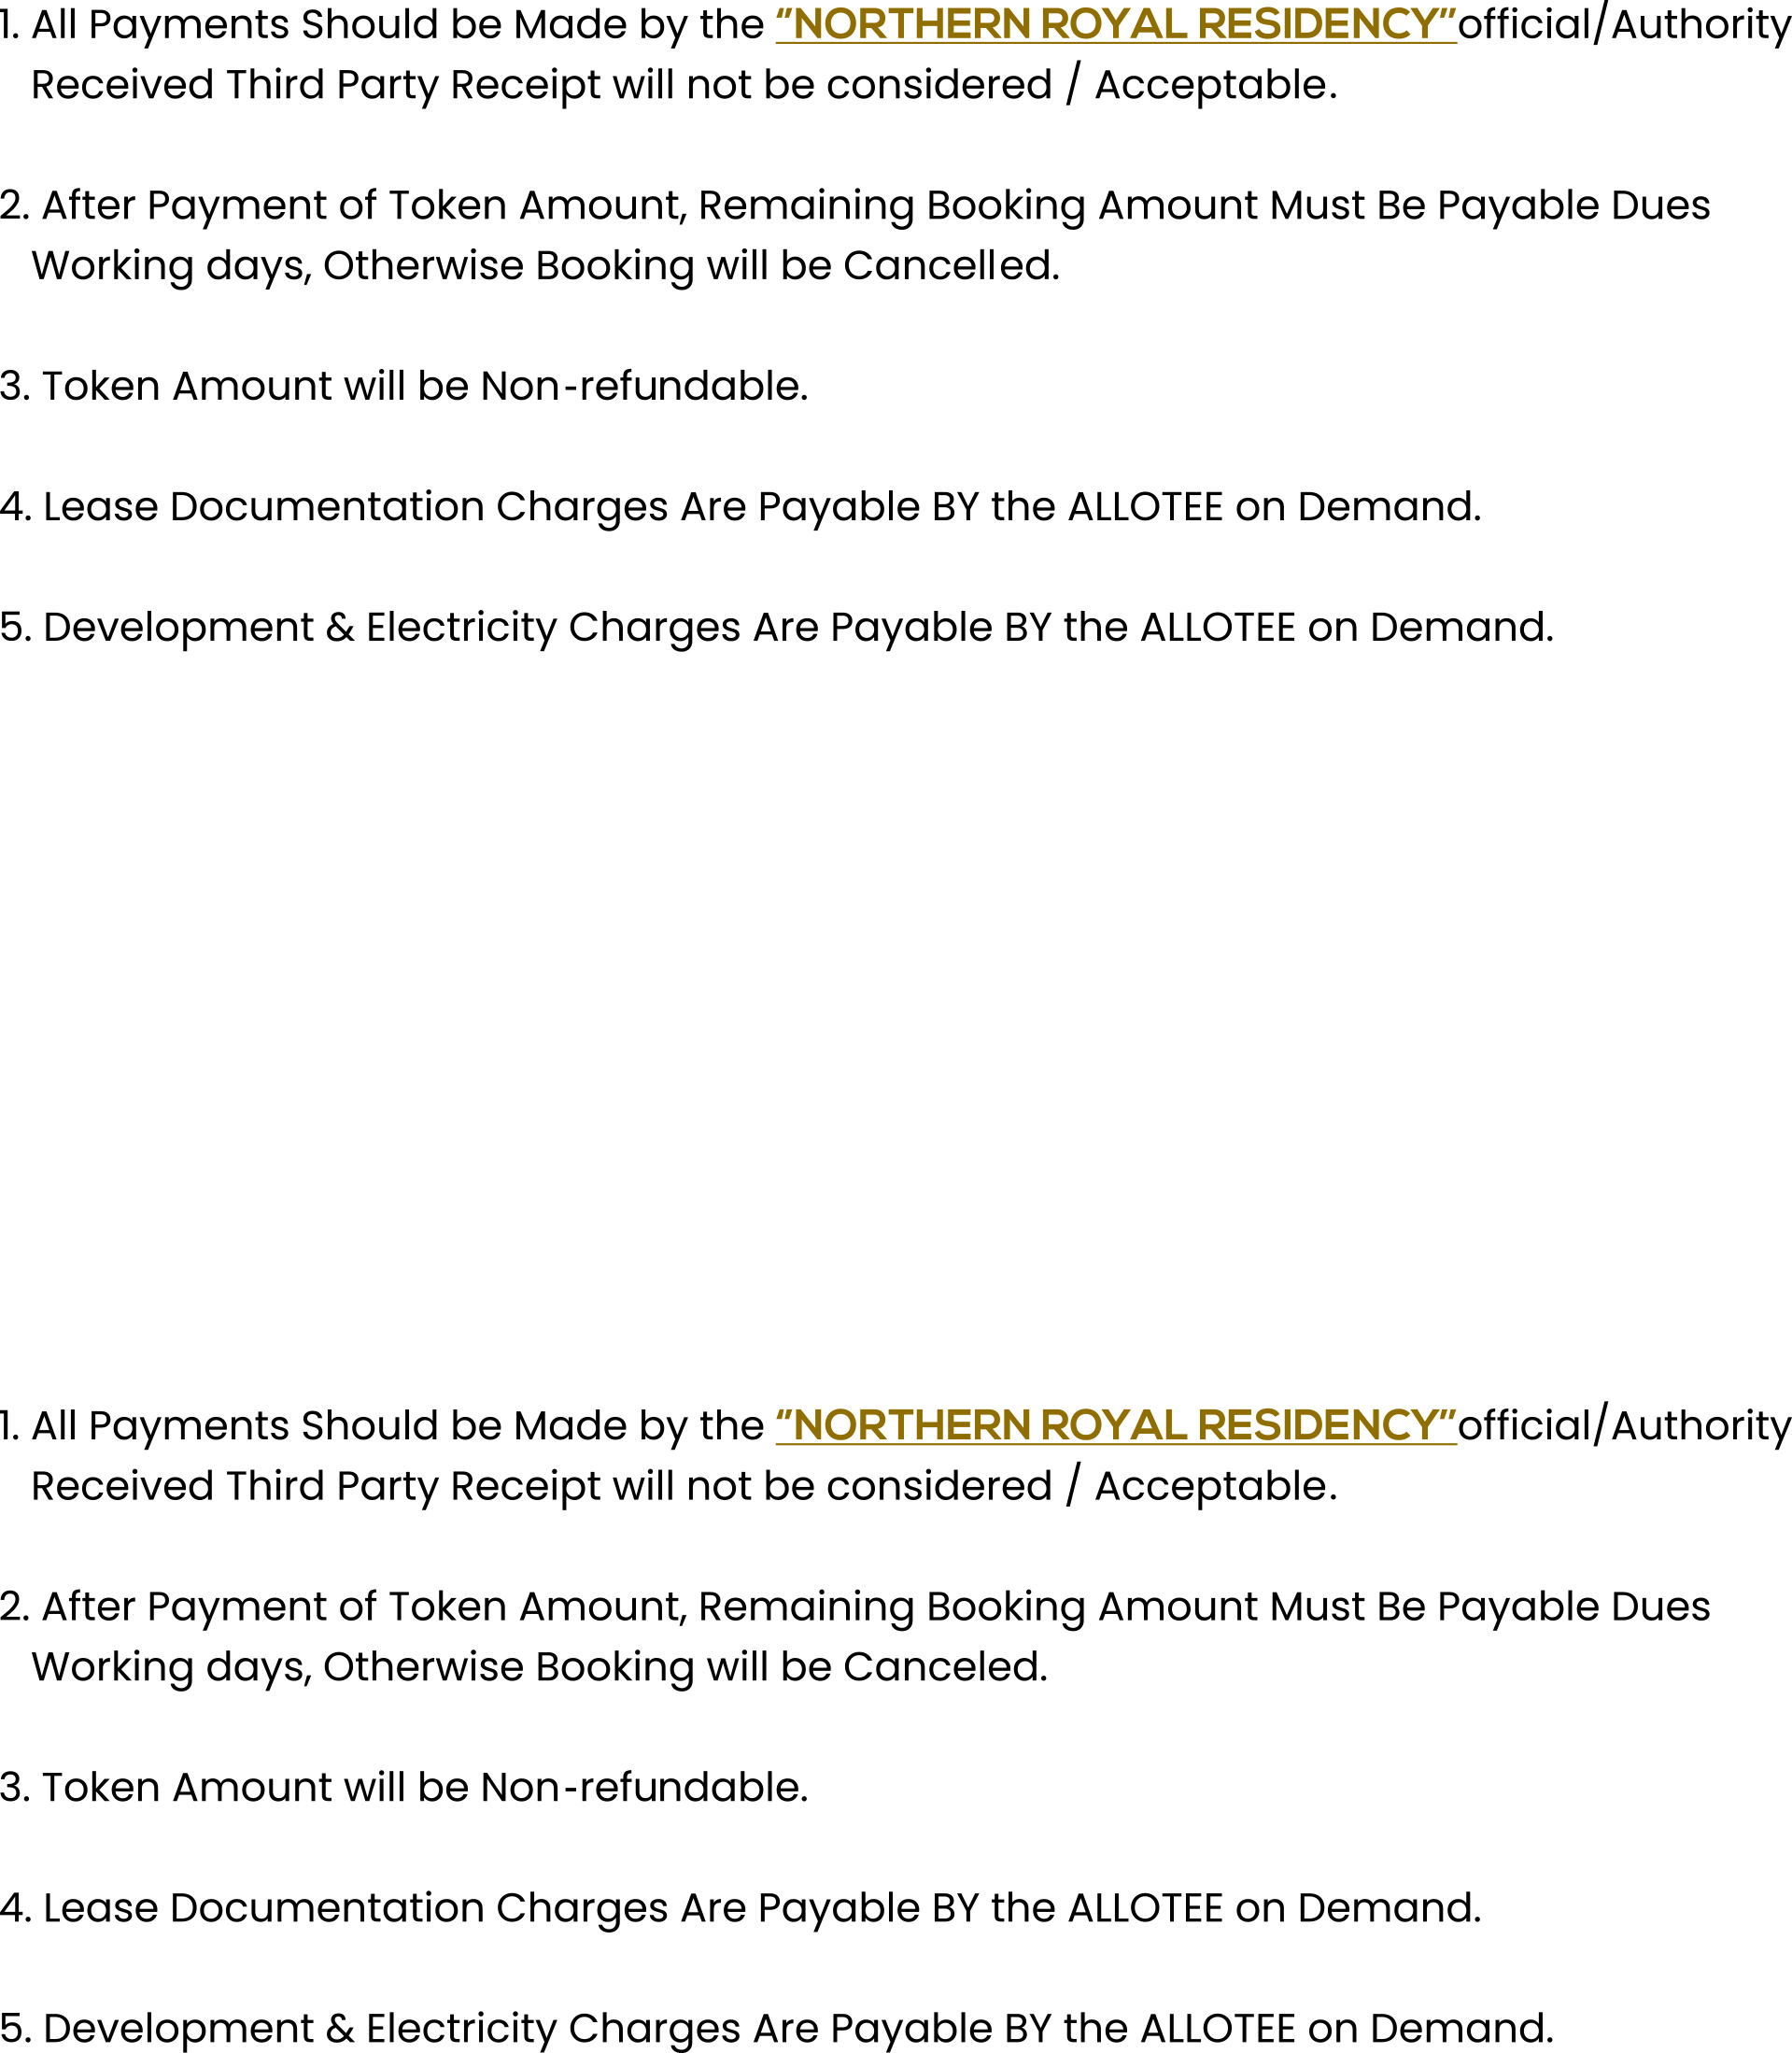 1. All Payments Should be Made by the “NORTHERN ROYAL RESIDENCY”official/Authority
Received Third Party Receipt will not be considered / Acceptable.
2. After Payment of Token Amount, Remaining Booking Amount Must Be Payable Dues
Working days, Otherwise Booking will be Cancelled.
3. Token Amount will be Non-refundable.
4. Lease Documentation Charges Are Payable BY the ALLOTEE on Demand.
5. Development & Electricity Charges Are Payable BY the ALLOTEE on Demand.
1. All Payments Should be Made by the “NORTHERN ROYAL RESIDENCY”official/Authority
Received Third Party Receipt will not be considered / Acceptable.
2. After Payment of Token Amount, Remaining Booking Amount Must Be Payable Dues
Working days, Otherwise Booking will be Canceled.
3. Token Amount will be Non-refundable.
4. Lease Documentation Charges Are Payable BY the ALLOTEE on Demand.
5. Development & Electricity Charges Are Payable BY the ALLOTEE on Demand.